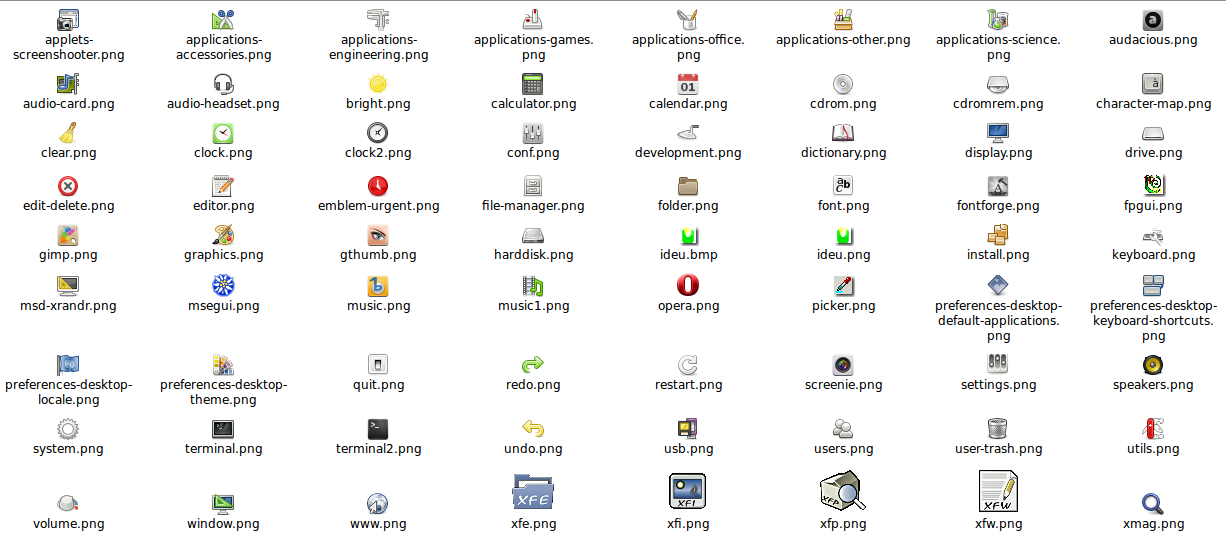 applets-
screenshooter.png
applications-
accessories.png
applications-
engineering.png
applications-games.
png
applications-office.
png
applications-other.png
applications-science.
png
audacious.png
audio-card.png
audio-headset.png
bright.png
calculator.png
01
calendar.png
cdrom.png
cdromrem.png
à
character-map.png
clear.png
clock.png
clock2.png
conf.png
development.png
dictionary.png
display.png
drive.png
edit-delete.png
editor.png
emblem-urgent.png
file-manager.png
folder.png
abc
font.png
fontforge.png
fpgui.png
gimp.png
graphics.png
gthumb.png
harddisk.png
ideu.bmp
ideu.png
install.png
keyboard.png
msd-xrandr.png
msegui.png
music.png
music1.png
opera.png
picker.png
preferences-desktop-
default-applications.
png
preferences-desktop-
keyboard-shortcuts.
png
preferences-desktop-
locale.png
preferences-desktop-
theme.png
quit.png
redo.png
restart.png
screenie.png
settings.png
speakers.png
system.png
terminal.png
>_
terminal2.png
undo.png
usb.png
users.png
user-trash.png
utils.png
volume.png
window.png
www.png
XFE
xfe.png
XFI
xfi.png
XFP
xfp.png
XFW
xfw.png
xmag.png